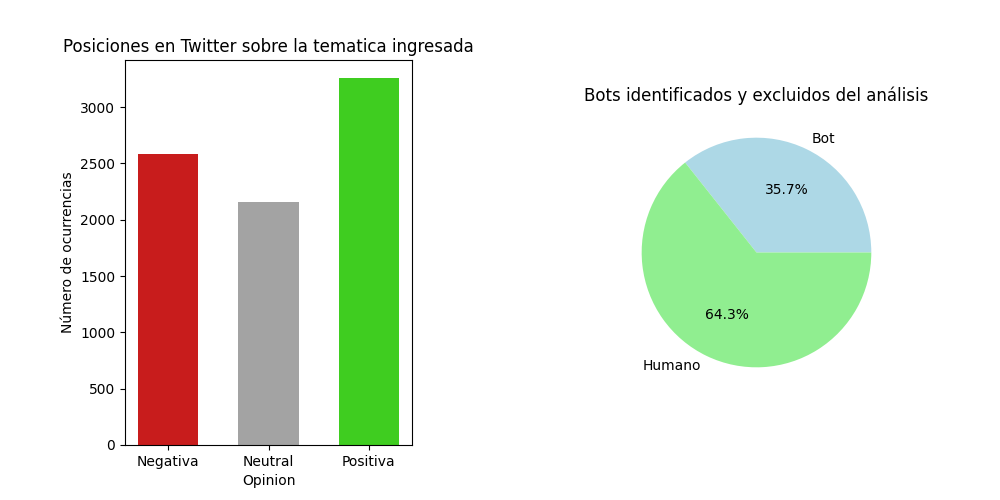 Posiciones en Twitter sobre la tematica ingresada
Número de ocurrencias
3000
2500
2000
1500
1000
500
0
Negativa
Neutral
Positiva
Opinion
Bots identificados y excluidos del análisis
Bot
35.7%
64.3%
Humano